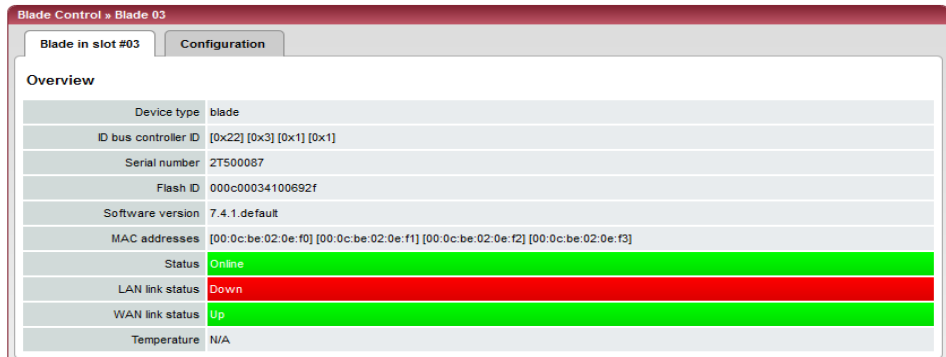 Blade Control » Blade 03
Blade in slot #03 Configuration
Overview
Device type blade
ID bus controller ID [0x22] [0x3] [0x1] [0x1]
Serial number 2T500087
Flash ID 000c00034100692f
Software version 7.4.1.default
MAC addresses [00:0c:be:02:0e:f0] [00:0c:be:02:0e:f1] [00:0c:be:02:0e:f2] [00:0c:be:02:0e:f3]
Status Online
LAN link status Down
WAN link status Up
Temperature N/A